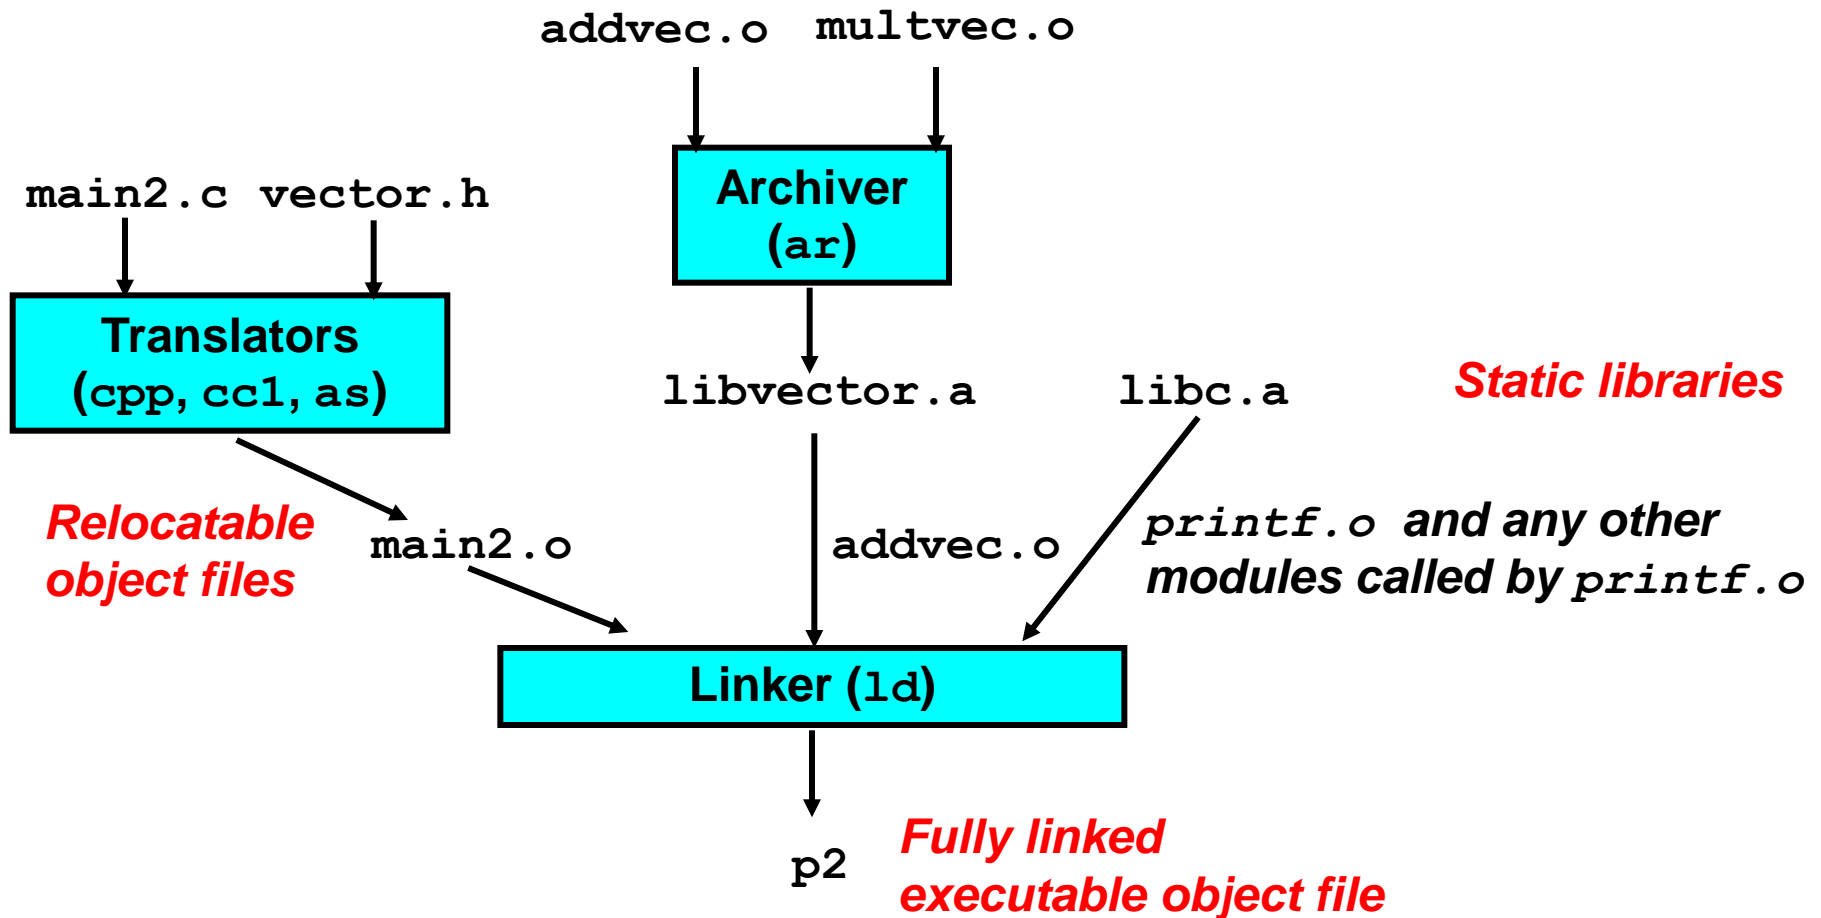 addvec.o multvec.o
main2.c vector.h
Archiver
(ar)
Translators
(cpp, cc1, as)
libvector.a
libc.a
Static libraries
Relocatable
object files
main2.o
addvec.o
printf.o and any other
modules called by printf.o
Linker (ld)
p2
Fully linked
executable object file